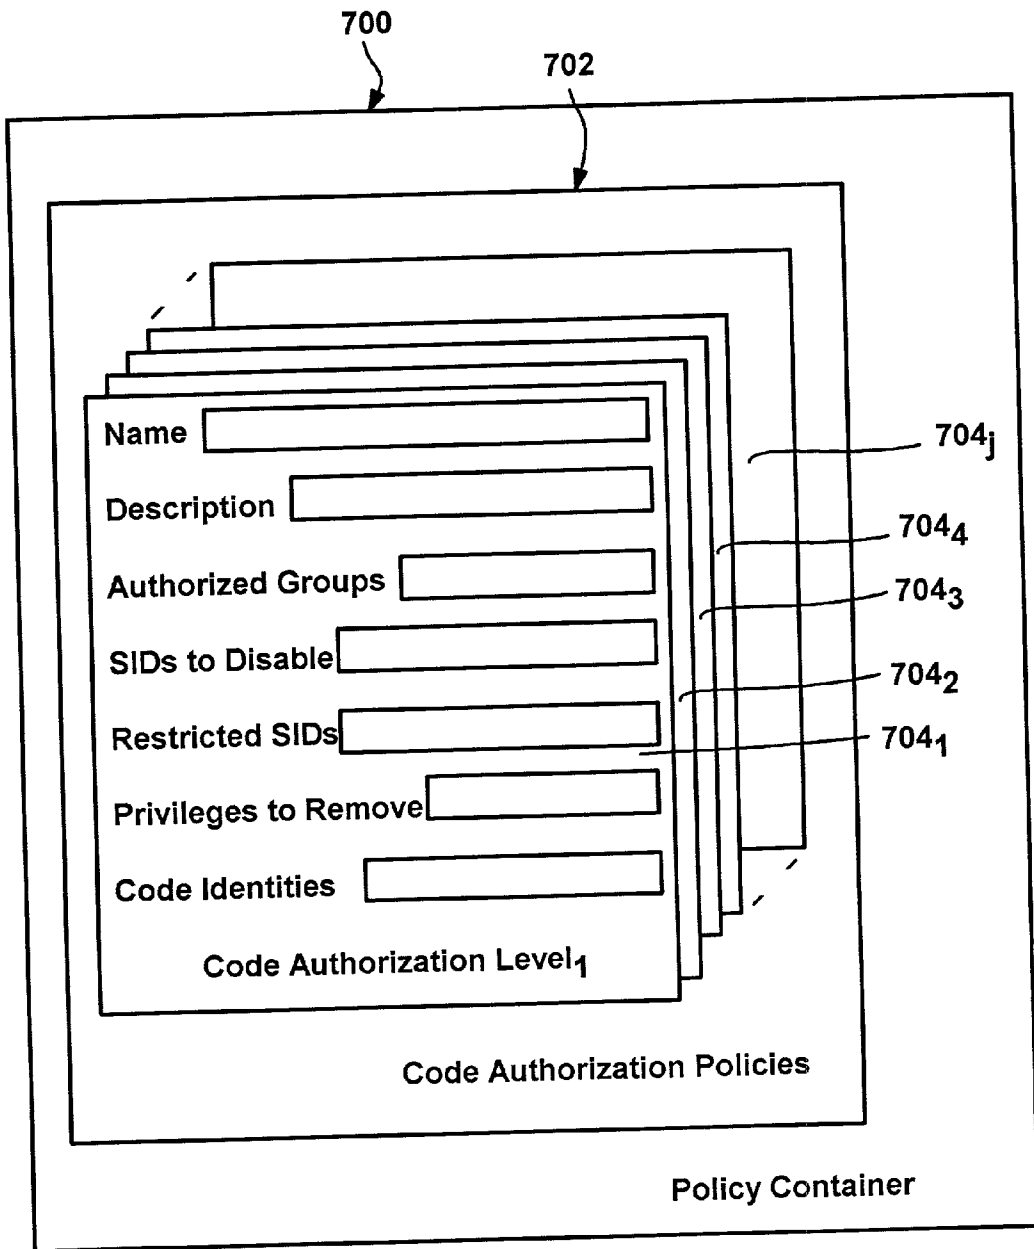 700
702
Name
Description
Authorized Groups
SIDs to Disable
Restricted SIDs
Privileges to Remove
Code Identities
Code Authorization Level1
704j
7044
7043
7042
7041
Code Authorization Policies
Policy Container